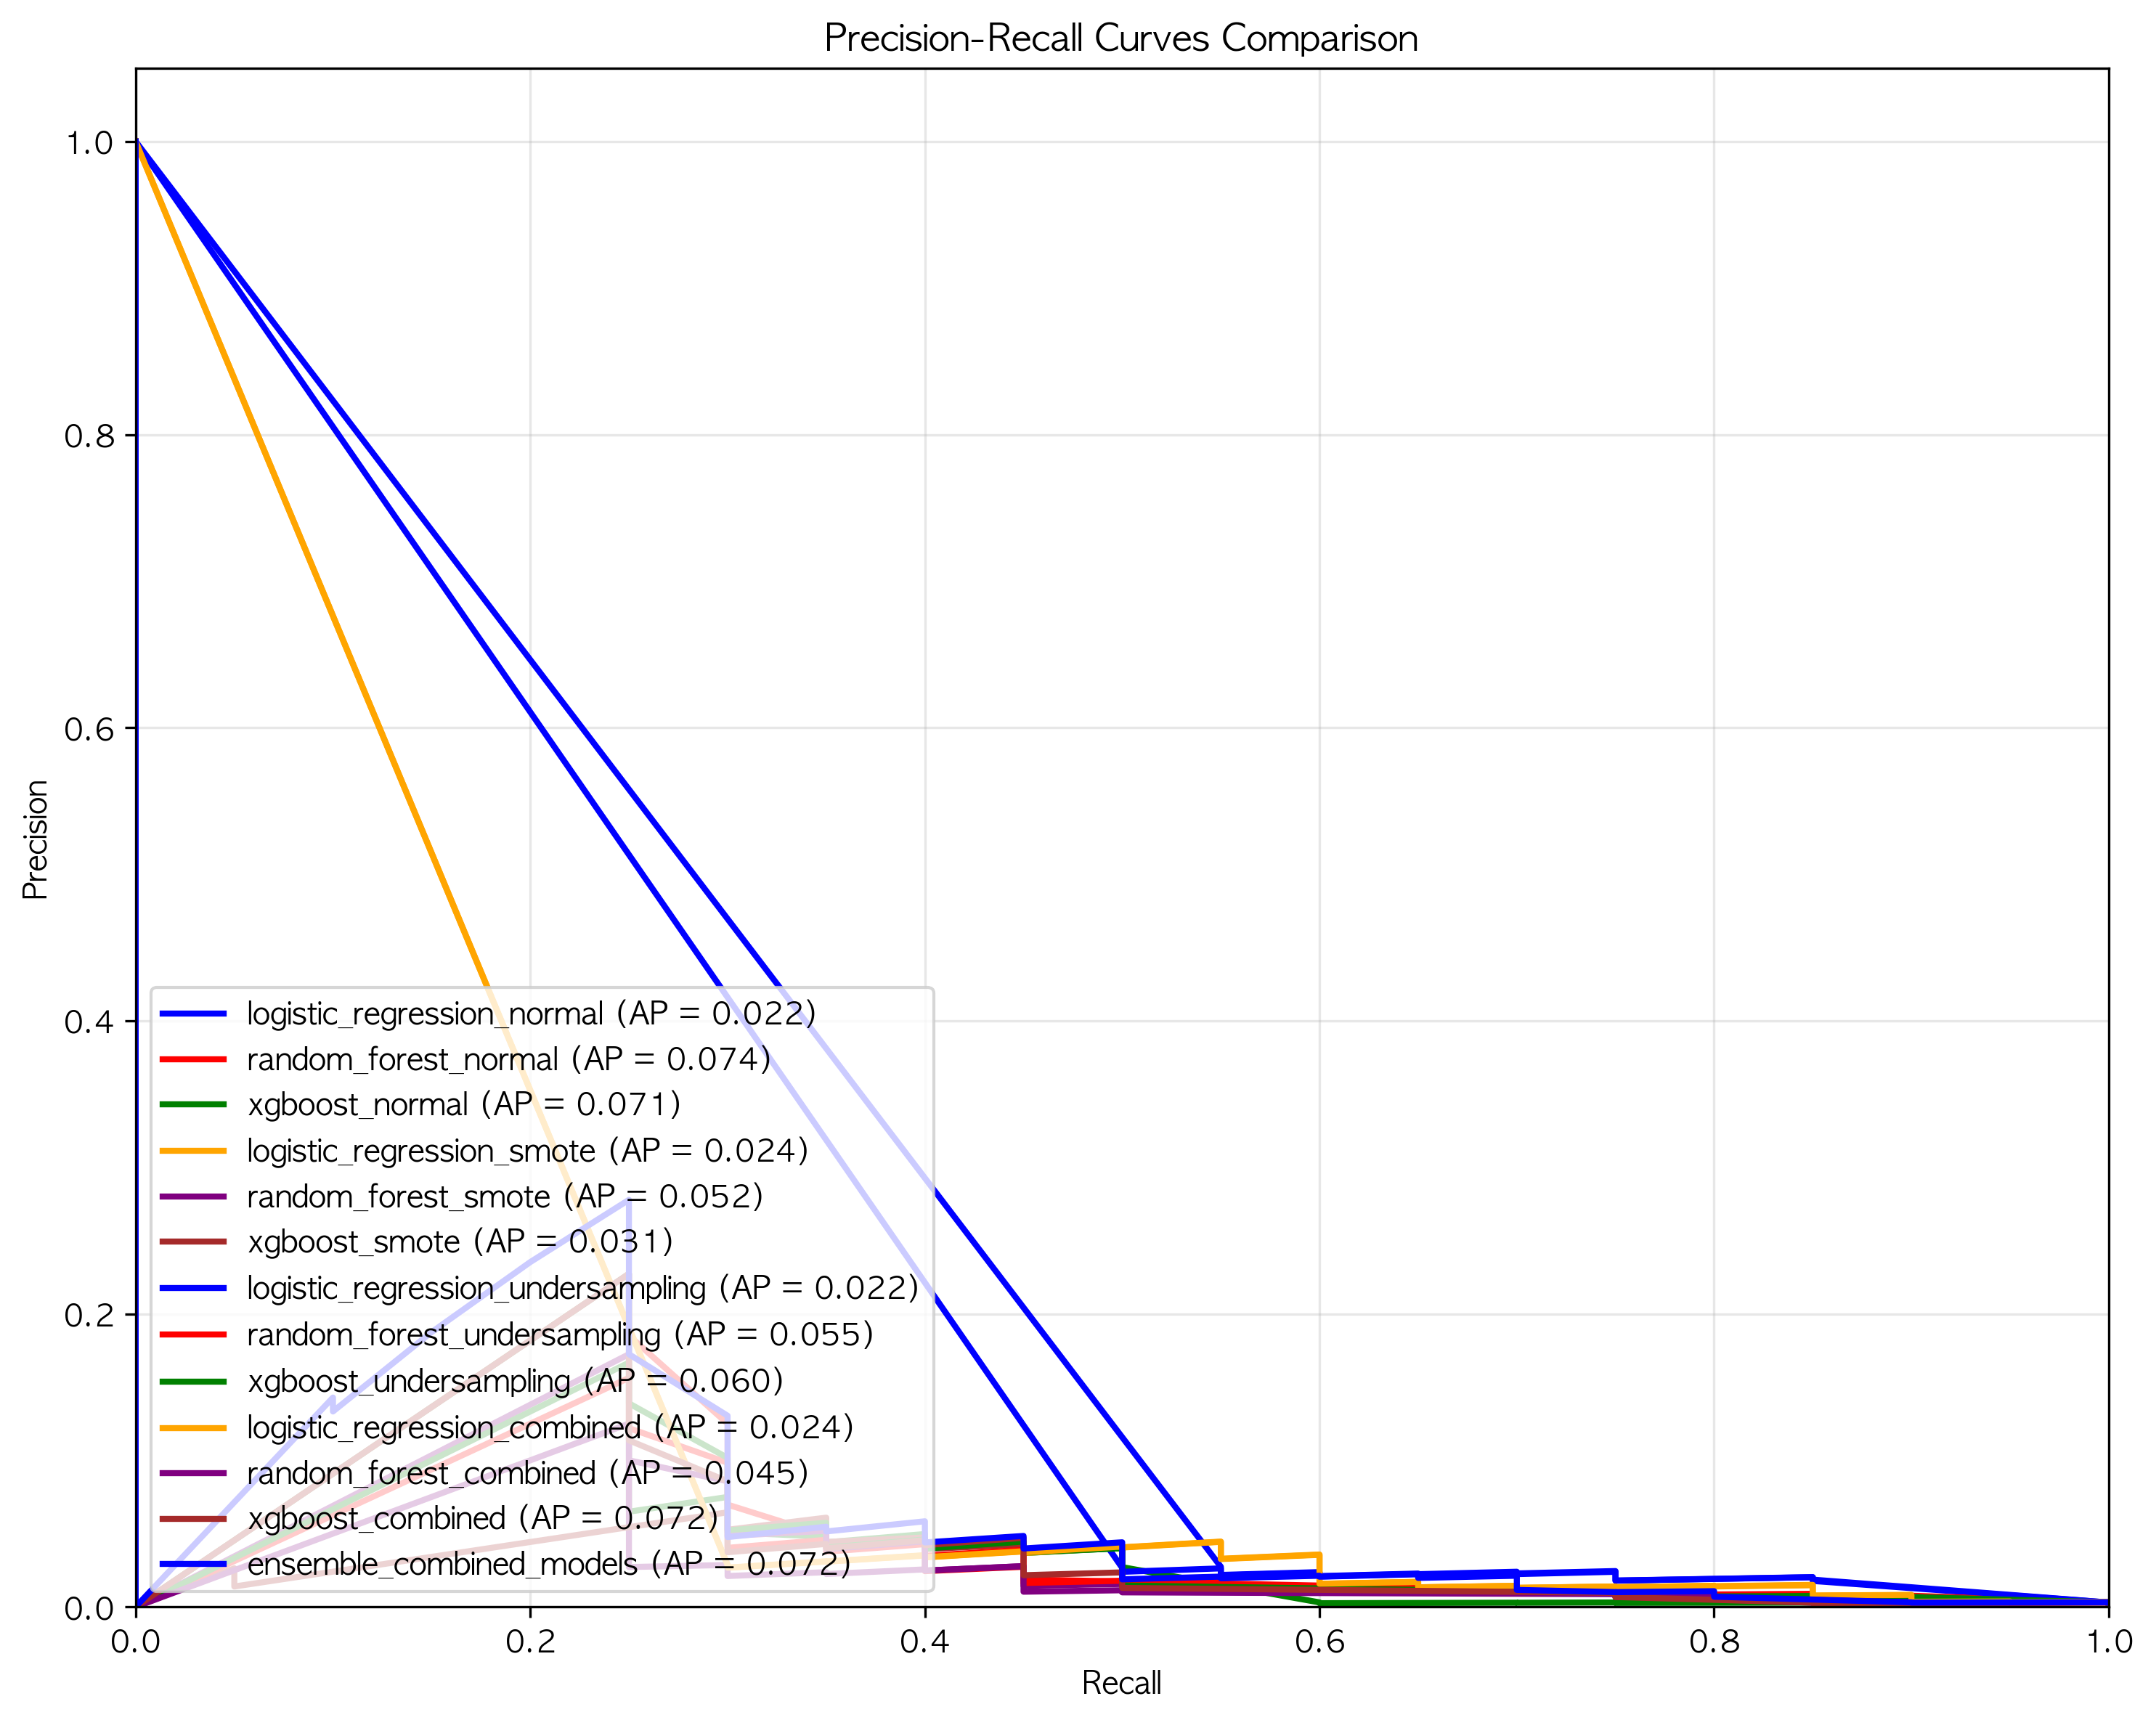 Precision-Recall Curves Comparison
1.0
0.8
0.6
0.4
0.2
0.0
Precision
logistic_regression_normal (AP = 0.022)
random_forest_normal (AP = 0.074)
xgboost_normal (AP = 0.071)
logistic_regression_smote (AP = 0.024)
random_forest_smote (AP = 0.052)
xgboost_smote (AP = 0.031)
logistic_regression_undersampling (AP = 0.022)
random_forest_undersampling (AP = 0.055)
xgboost_undersampling (AP = 0.060)
logistic_regression_combined (AP = 0.024)
random_forest_combined (AP = 0.045)
xgboost_combined (AP = 0.072)
ensemble_combined_models (AP = 0.072)
0.0 0.2 0.4 0.6 0.8 1.0
Recall